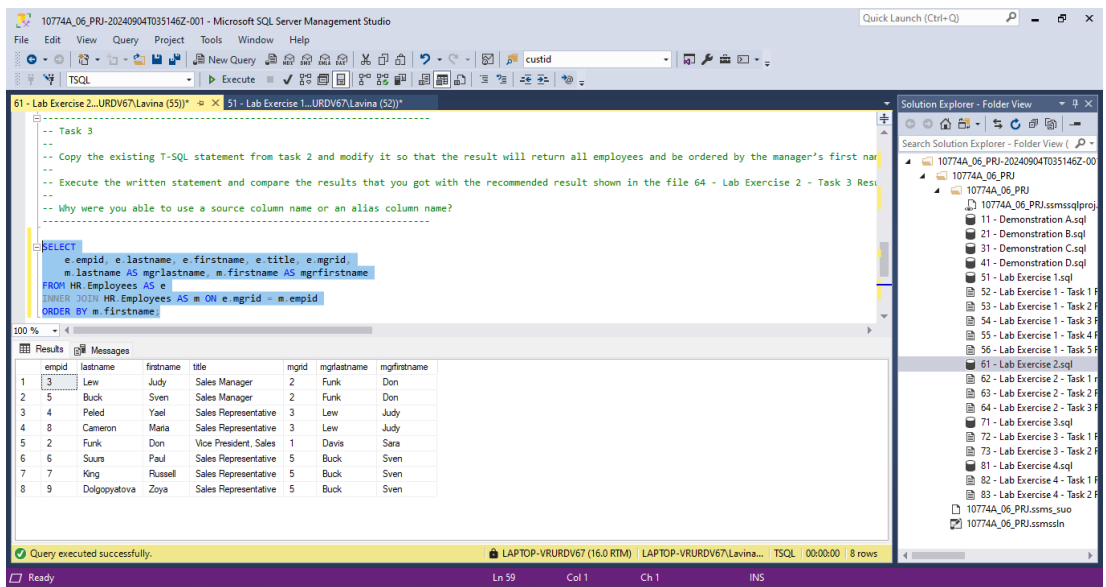 10774A_06_PRJ-20240904T035146Z-001 - Microsoft SQL Server Management Studio
Quick Launch (Ctrl+Q)
File Edit View Query Project Tools Window Help
New Query
custid
TSQL
Execute
61 - Lab Exercise 2...URDV67\Lavina (55))*
51 - Lab Exercise 1...URDV67\Lavina (52))*
-- Task 3
--
-- Copy the existing T-SQL statement from task 2 and modify it so that the result will return all employees and be ordered by the manager's first nam
--
-- Execute the written statement and compare the results that you got with the recommended result shown in the file 64 - Lab Exercise 2 - Task 3 Resu
--
-- Why were you able to use a source column name or an alias column name?
SELECT
e.empid, e.lastname, e.firstname, e.title, e.mgrid,
m.lastname AS mgrlastname, m.firstname AS mgrfirstname
FROM HR.Employees AS e
INNER JOIN HR.Employees AS m ON e.mgrid = m.empid
ORDER BY m.firstname;
100 %
Results Messages
empid lastname firstname title mgrid mgrlastname mgrfirstname
1 3 Lew Judy Sales Manager 2 Funk Don
2 5 Buck Sven Sales Manager 2 Funk Don
3 4 Peled Yael Sales Representative 3 Lew Judy
4 8 Cameron Maria Sales Representative 3 Lew Judy
5 2 Funk Don Vice President, Sales 1 Davis Sara
6 6 Suurs Paul Sales Representative 5 Buck Sven
7 7 King Russell Sales Representative 5 Buck Sven
8 9 Dolgopyatova Zoya Sales Representative 5 Buck Sven
Query executed successfully.
LAPTOP-VRURDV67 (16.0 RTM) LAPTOP-VRURDV67\Lavina... TSQL 00:00:00 8 rows
Solution Explorer - Folder View
Search Solution Explorer - Folder View (
10774A_06_PRJ-20240904T035146Z-00
10774A_06_PRJ
10774A_06_PRJ
10774A_06_PRJ.ssmssqlproj.
11 - Demonstration A.sql
21 - Demonstration B.sql
31 - Demonstration C.sql
41 - Demonstration D.sql
51 - Lab Exercise 1.sql
52 - Lab Exercise 1 - Task 1 F
53 - Lab Exercise 1 - Task 2 F
54 - Lab Exercise 1 - Task 3 F
55 - Lab Exercise 1 - Task 4 F
56 - Lab Exercise 1 - Task 5 F
61 - Lab Exercise 2.sql
62 - Lab Exercise 2 - Task 1 r
63 - Lab Exercise 2 - Task 2 F
64 - Lab Exercise 2 - Task 3 F
71 - Lab Exercise 3.sql
72 - Lab Exercise 3 - Task 1 F
73 - Lab Exercise 3 - Task 2 F
81 - Lab Exercise 4.sql
82 - Lab Exercise 4 - Task 1 F
83 - Lab Exercise 4 - Task 2 F
10774A_06_PRJ.ssms_suo
10774A_06_PRJ.ssmssln
Ready
Ln 59 Col 1 Ch 1 INS